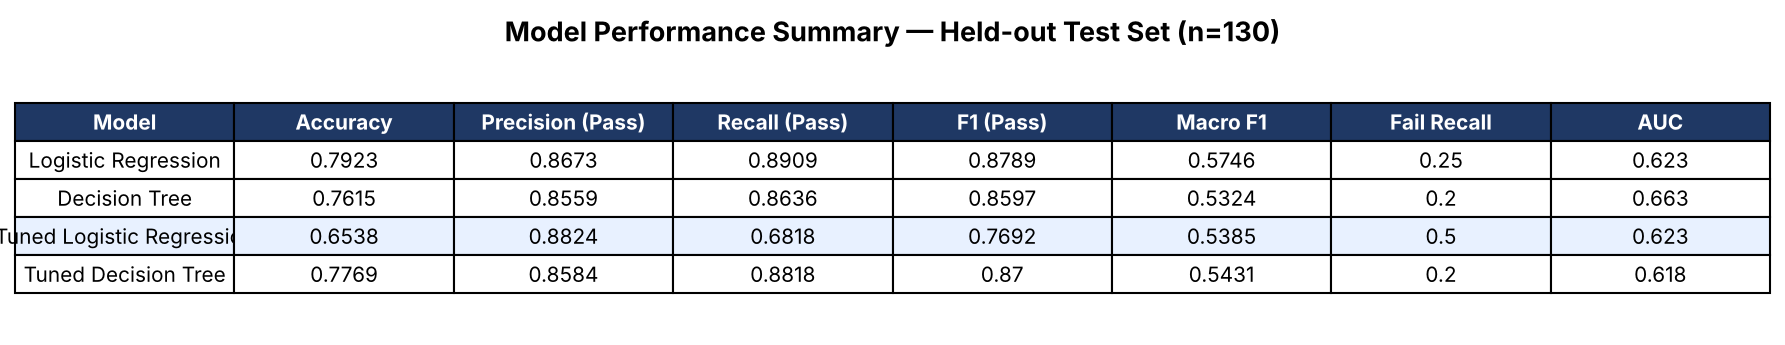 Model Performance Summary — Held-out Test Set (n=130)
Model Accuracy Precision (Pass) Recall (Pass) F1 (Pass) Macro F1 Fail Recall AUC
Logistic Regression 0.7923 0.8673 0.8909 0.8789 0.5746 0.25 0.623
Decision Tree 0.7615 0.8559 0.8636 0.8597 0.5324 0.2 0.663
Tuned Logistic Regressio 0.6538 0.8824 0.6818 0.7692 0.5385 0.5 0.623
Tuned Decision Tree 0.7769 0.8584 0.8818 0.87 0.5431 0.2 0.618